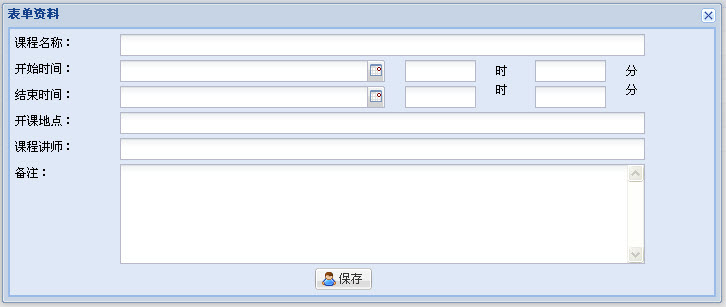 表单资料
课程名称：
开始时间： 时 分
结束时间： 时 分
开课地点：
课程讲师：
备注：
保存